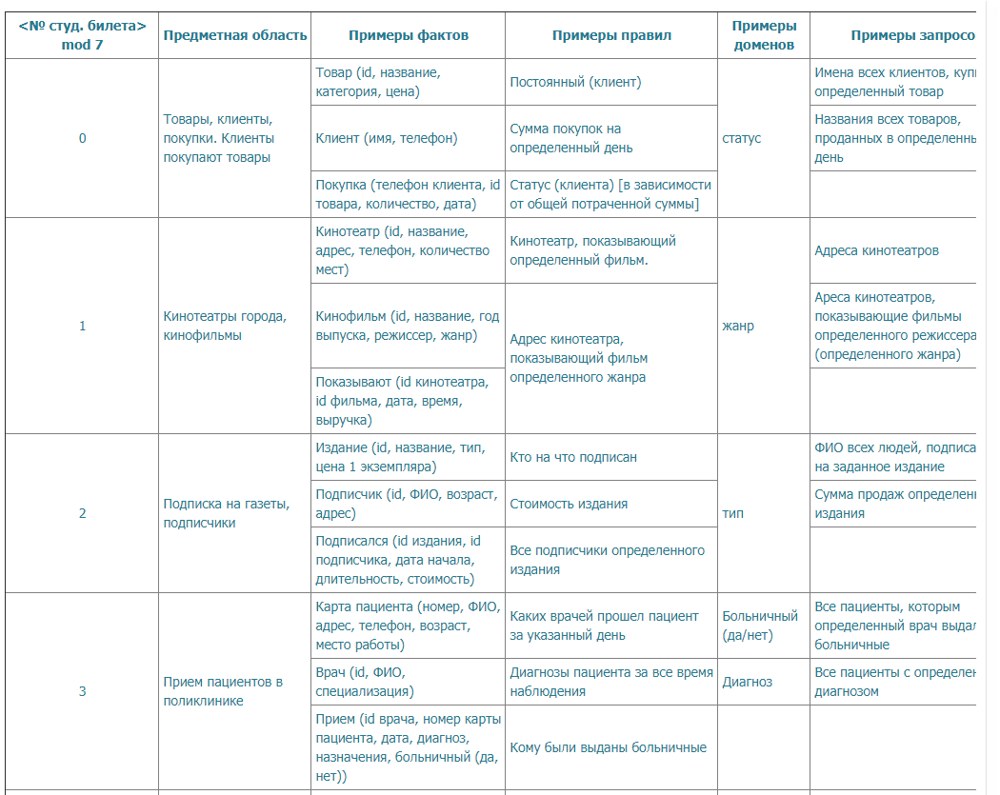 <№ студ. билета>
mod 7
Предметная область
Примеры фактов
Примеры правил
Примеры
доменов
Примеры запросо
0
Товары, клиенты,
покупки. Клиенты
покупают товары
Товар (id, название,
категория, цена)
Постоянный (клиент)
статус
Имена всех клиентов,
определенный товар
Клиент (имя, телефон)
Сумма покупок на
определенный день
Названия всех товаров,
проданных в
день
Покупка (телефон клиента, id
товара, количество, дата)
Статус (клиента) [в зависимости
от общей потраченной суммы]
1
Кинотеатры города,
кинофильмы
Кинотеатр (id, название,
адрес, телефон, количество
мест)
Кинотеатр, показывающий
определенный фильм.
жанр
Адреса кинотеатров
Кинофильм (id, название, год
выпуска, режиссер, жанр)
Адрес кинотеатра,
показывающий фильм
определенного жанра
Ареса кинотеатров,
показывающие фильмы
определенного режиссера
(определенного жанра)
Показывают (id кинотеатра,
id фильма, дата, время,
выручка)
2
Подписка на газеты,
подписчики
Издание (id, название, тип,
цена 1 экземпляра)
Кто на что подписан
тип
ФИО всех людей, подписа
на заданное издание
Подписчик (id, ФИО, возраст,
адрес)
Стоимость издания
Сумма продаж
издания
Подписался (id издания, id
подписчика, дата начала,
длительность, стоимость)
Все подписчики определенного
издания
3
Прием пациентов в
поликлинике
Карта пациента (номер, ФИО,
адрес, телефон, возраст,
место работы)
Каких врачей прошел пациент
за указанный день
Больничный
(да/нет)
Все пациенты, которым
определенный врач
больничные
Врач (id, ФИО,
специализация)
Диагнозы пациента за все время
наблюдения
Диагноз
Все пациенты с
диагнозом
Прием (id врача, номер карты
пациента, дата, диагноз,
назначения, больничный (да,
нет))
Кому были выданы больничные